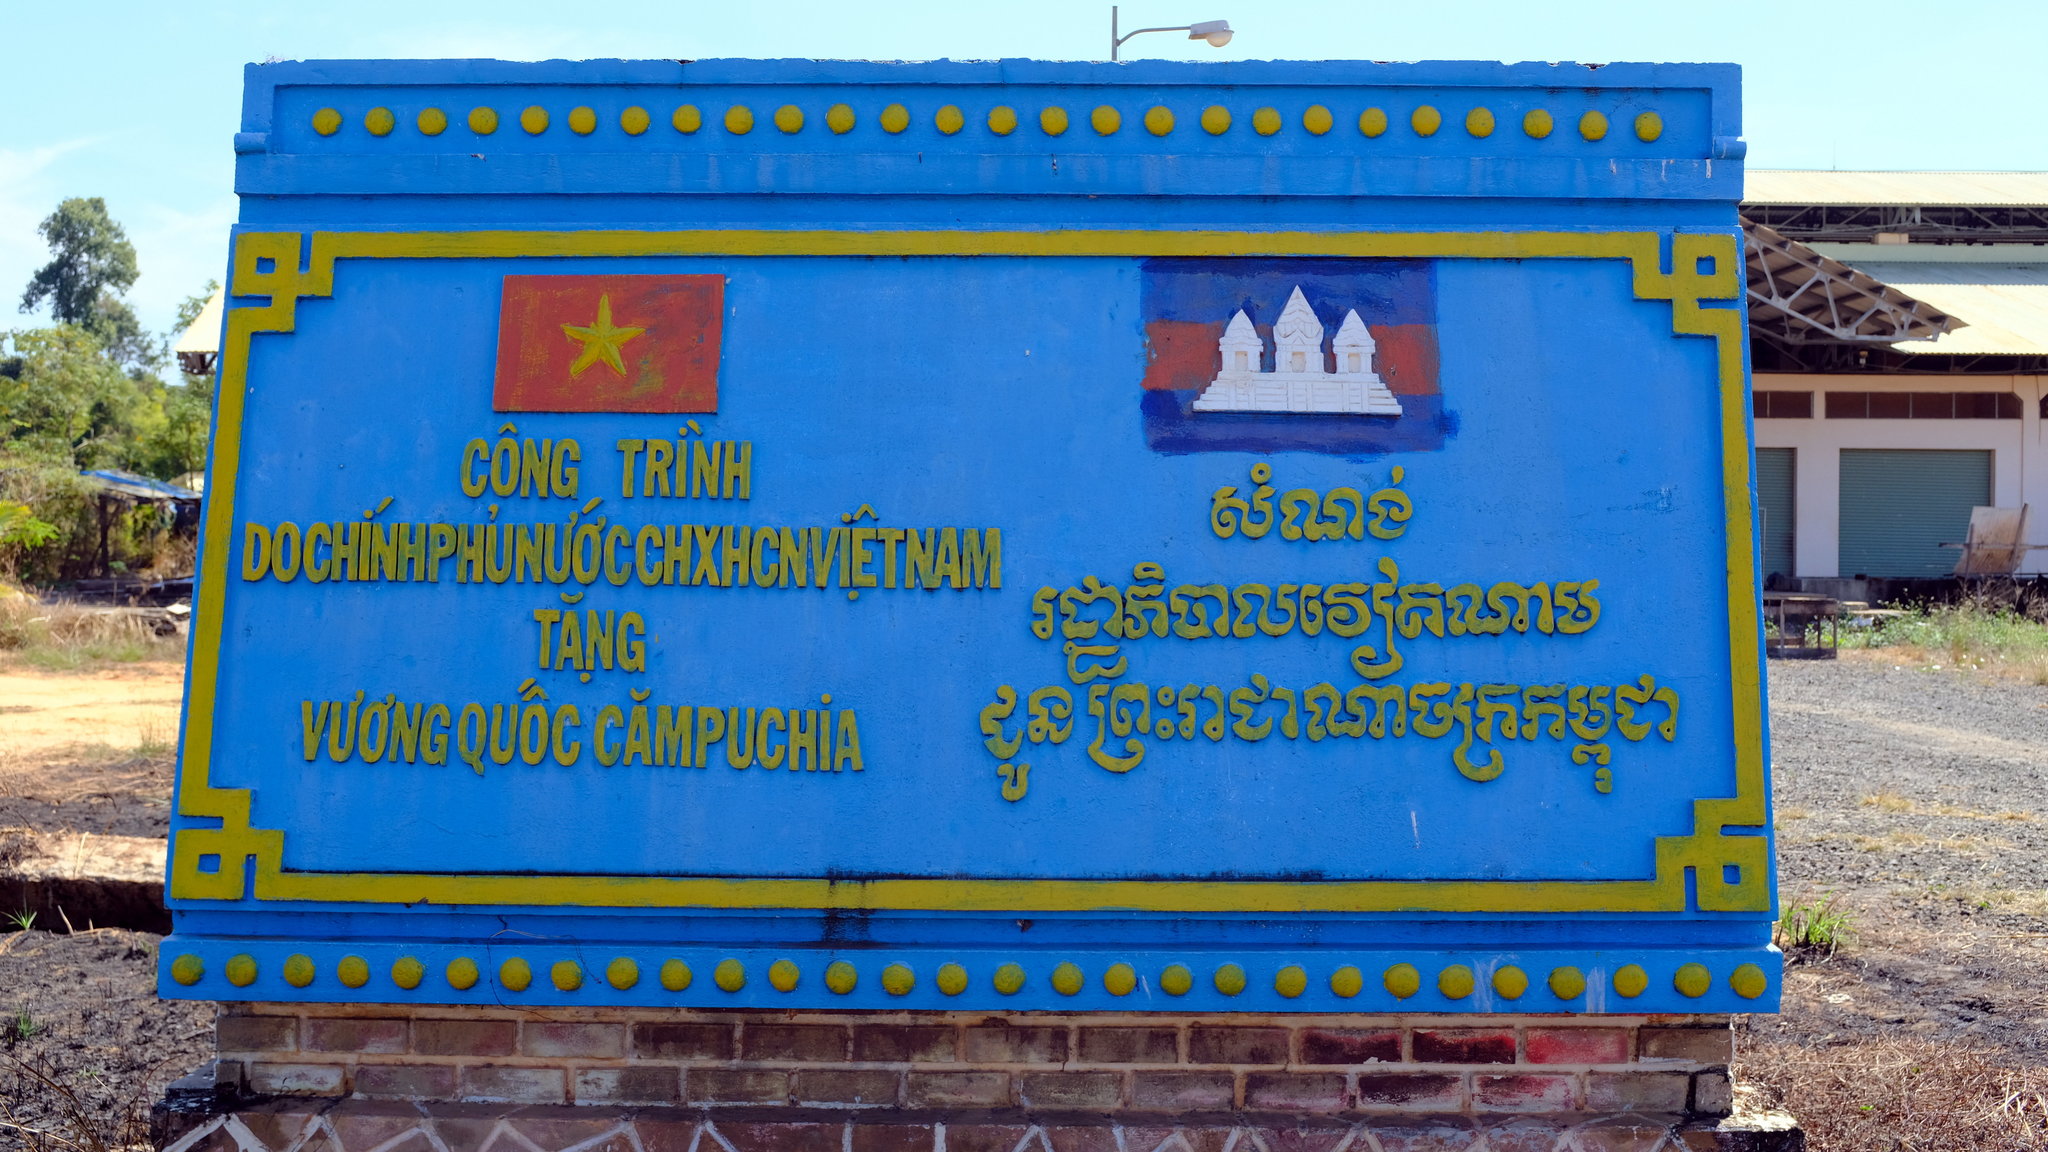 CÔNG TRÌNH
DO CHÍNH PHỦ NƯỚC CHXHCN VIỆT NAM
TẶNG
VƯƠNG QUỐC CĂMPUCHIA
សំណង់
រដ្ឋាភិបាលវៀតណាម
ជូន ព្រះរាជាណាចក្រកម្ពុជា